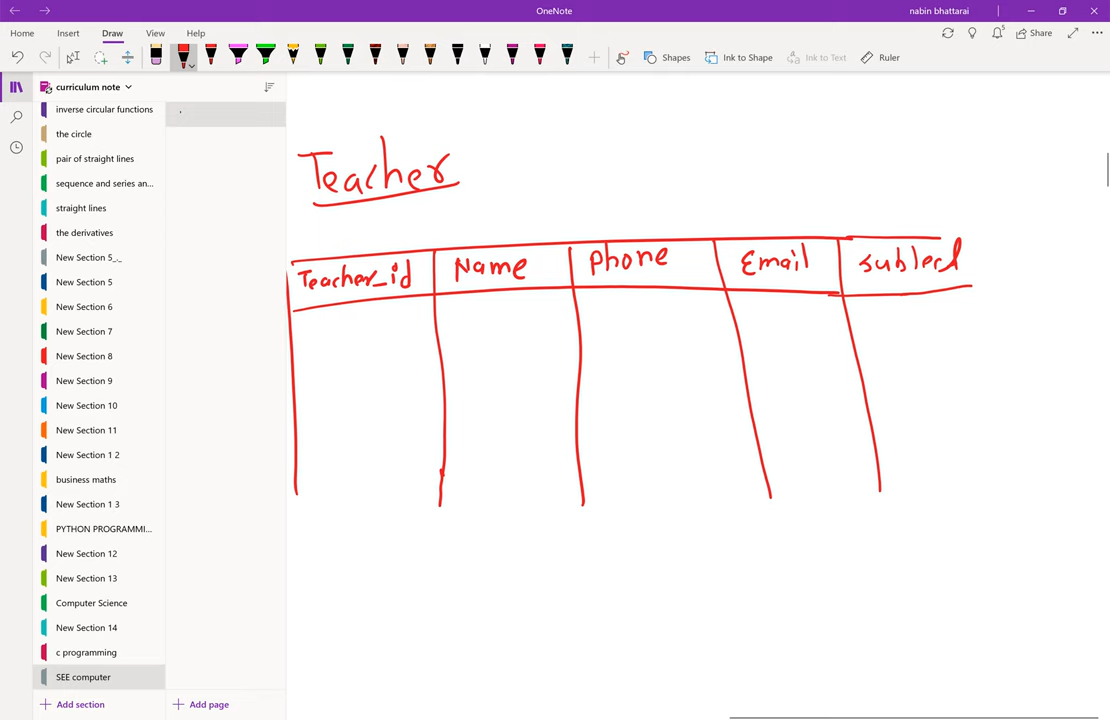 OneNote
nabin bhattarai
Home Insert Draw View Help
5
Share
Shapes Ink to Shape Ink to Text Ruler
curriculum note
inverse circular functions
the circle
pair of straight lines
sequence and series an...
straight lines
the derivatives
New Section 5_._
New Section 5
New Section 6
New Section 7
New Section 8
New Section 9
New Section 10
New Section 11
New Section 1 2
business maths
New Section 1 3
PYTHON PROGRAMMI...
New Section 12
New Section 13
Computer Science
New Section 14
c programming
SEE computer
Add section
Add page
Teacher
Teacher_id Name Phone Email subject